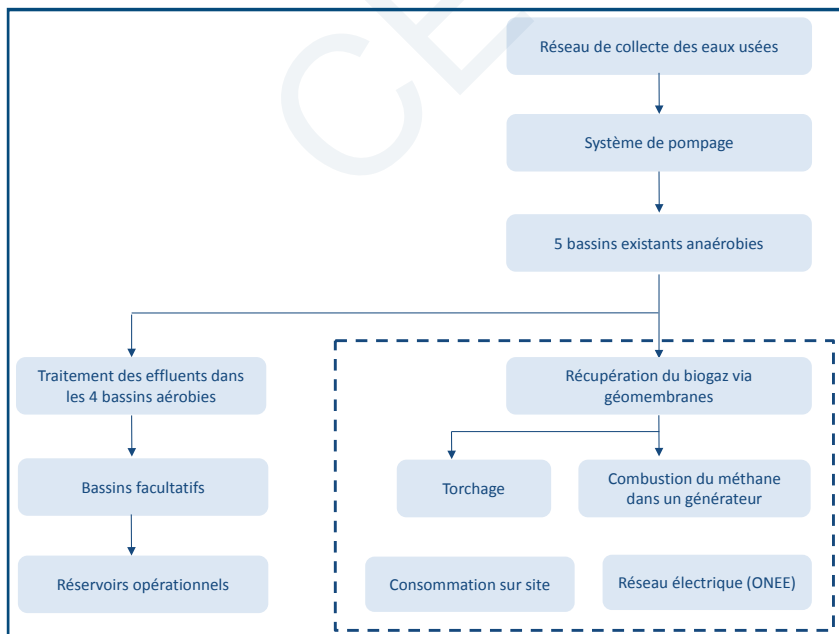 Réseau de collecte des eaux usées
Système de pompage
5 bassins existants anaérobies
Traitement des effluents dans
les 4 bassins aérobies
Récupération du biogaz via
géomembranes
Bassins facultatifs
Torchage
Combustion du méthane
dans un générateur
Réservoirs opérationnels
Consommation sur site
Réseau électrique (ONEE)